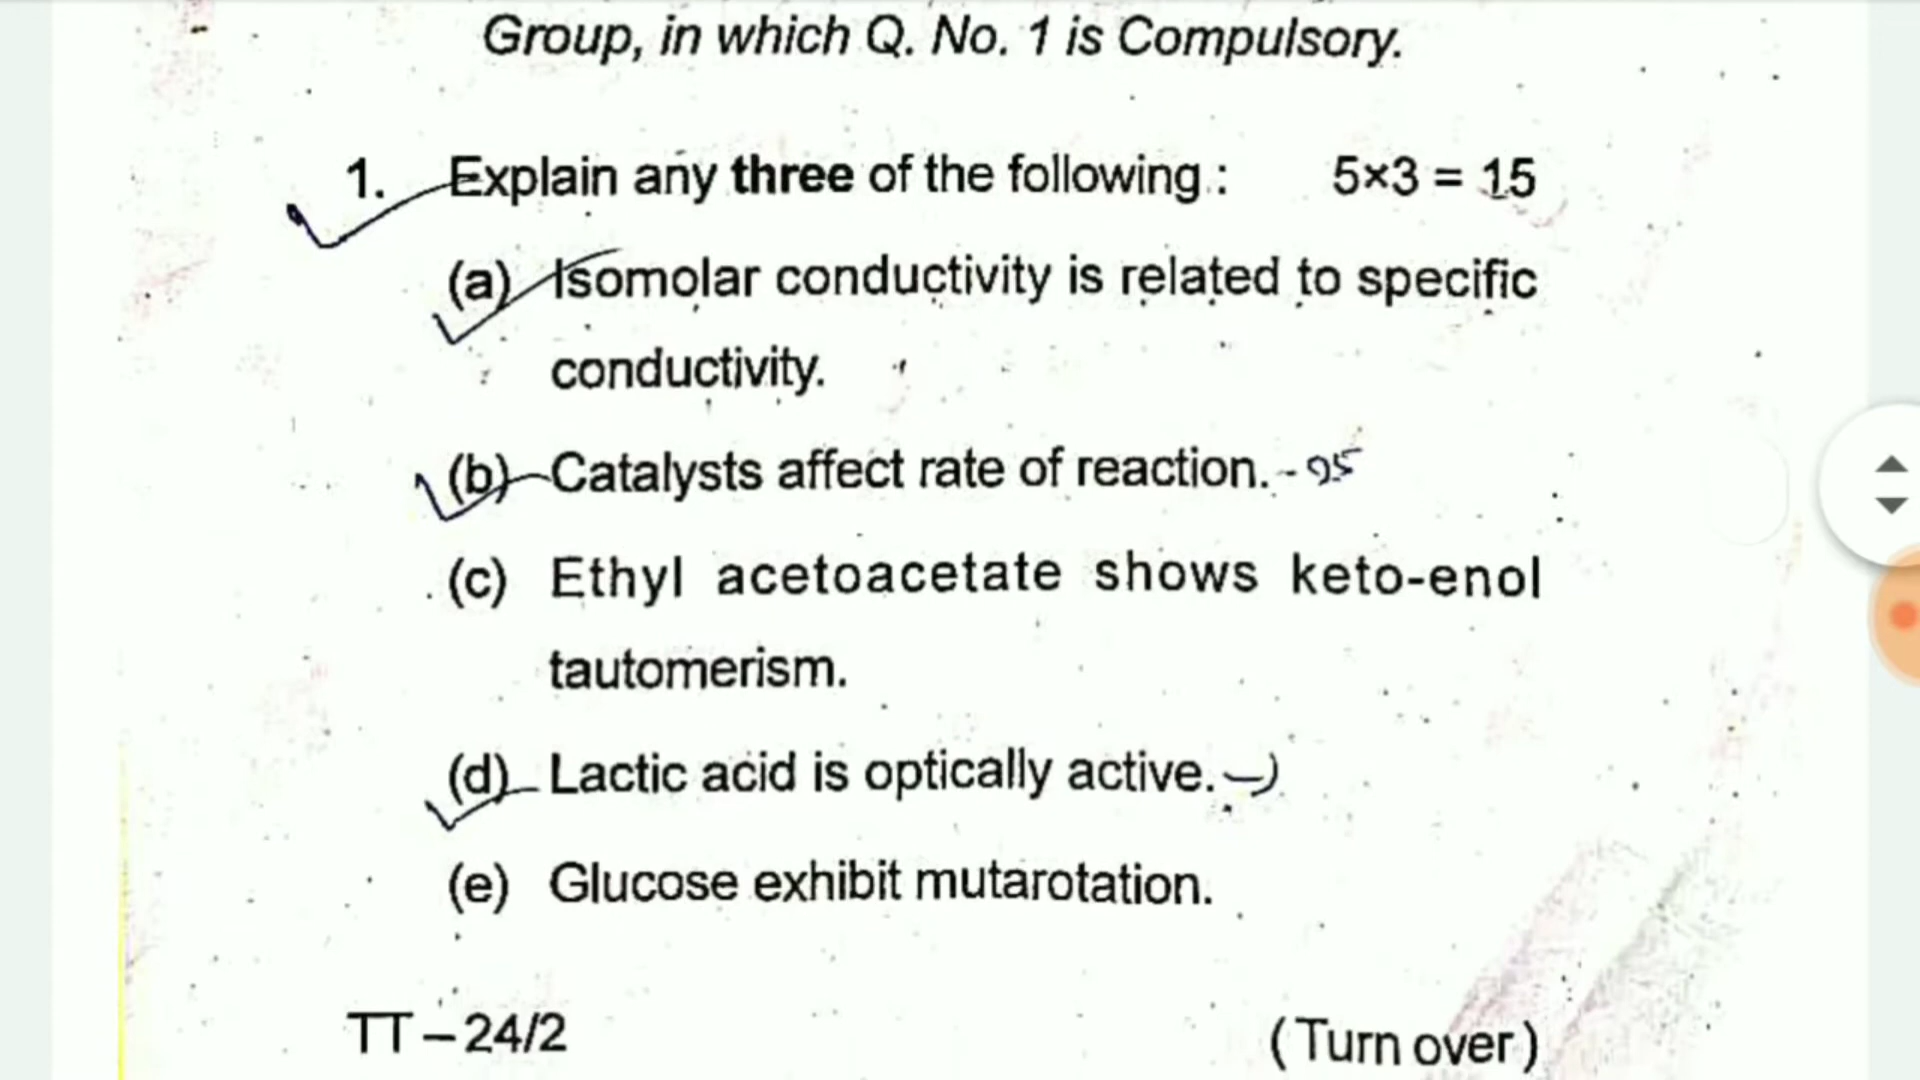 Group, in which Q. No. 1 is Compulsory.
1. Explain any three of the following : 5×3 = 15
(a) Isomolar conductivity is related to specific
conductivity.
(b) Catalysts affect rate of reaction.
(c) Ethyl acetoacetate shows keto-enol
tautomerism.
(d) Lactic acid is optically active.
(e) Glucose exhibit mutarotation.
TT – 24/2 (Turn over)